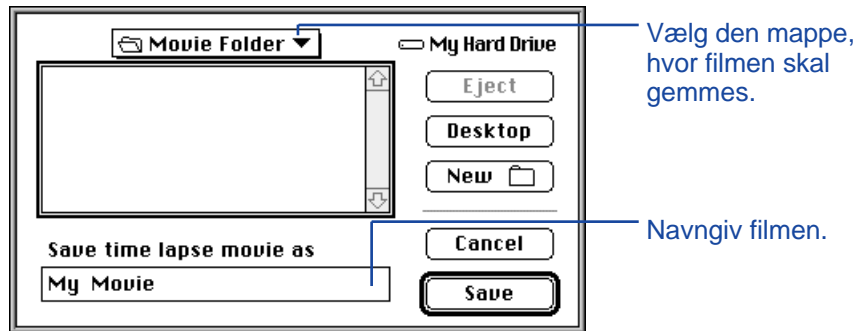 Movie Folder
My Hard Drive
Vælg den mappe,
hvor filmen skal
gemmes.
Eject
Desktop
New
Save time lapse movie as
My Movie
Cancel
Save
Navngiv filmen.